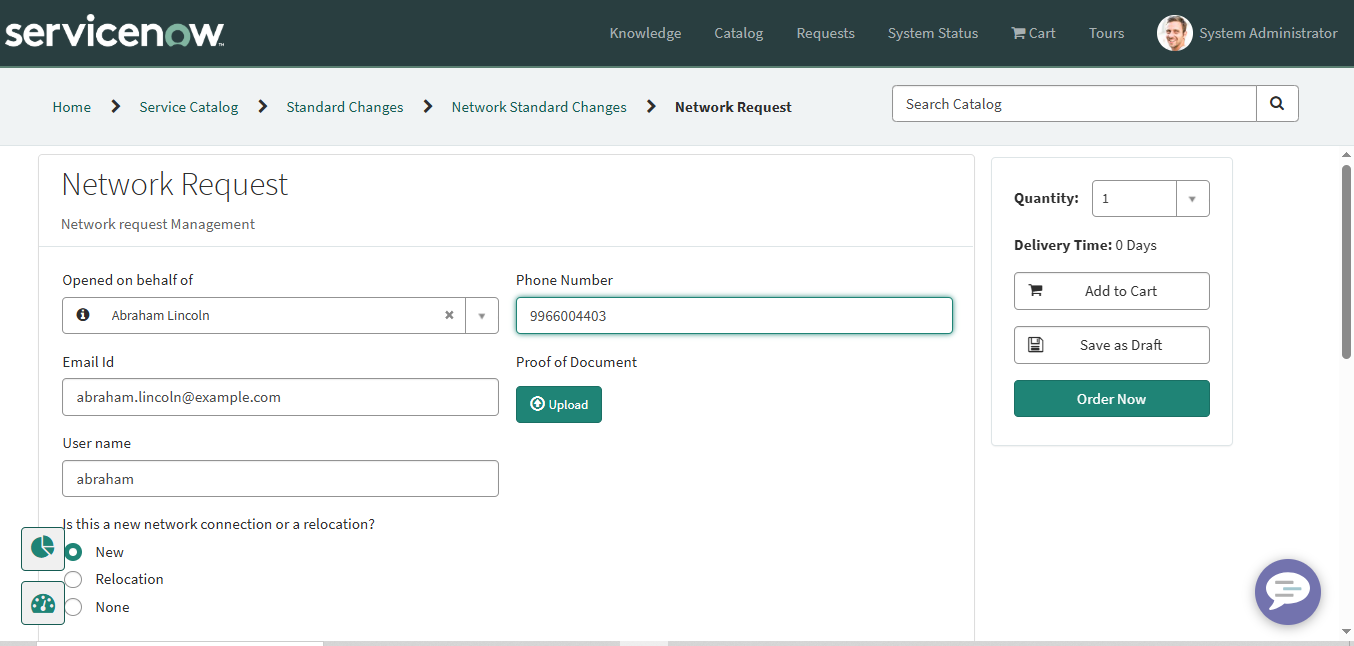 servicenow
Knowledge Catalog Requests System Status Cart Tours System Administrator
Home Service Catalog Standard Changes Network Standard Changes Network Request Search Catalog
Network Request
Network request Management
Opened on behalf of
Abraham Lincoln
Phone Number
9966004403
Email Id
abraham.lincoln@example.com
Proof of Document
Upload
User name
abraham
Is this a new network connection or a relocation?
New
Relocation
None
Quantity: 1
Delivery Time: 0 Days
Add to Cart
Save as Draft
Order Now